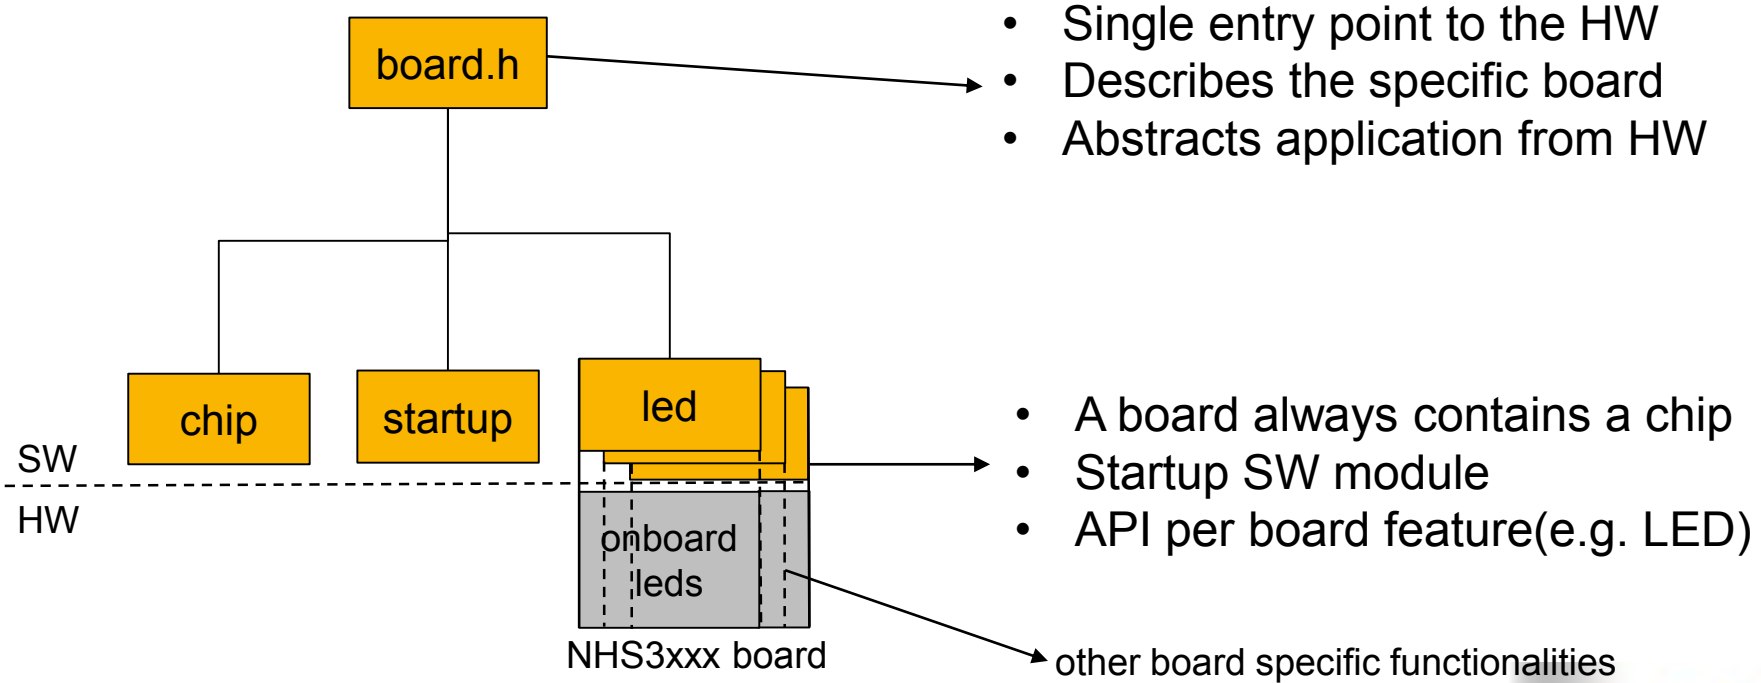 board.h
• Single entry point to the HW
• Describes the specific board
• Abstracts application from HW
chip
startup
led
SW
HW
onboard
leds
NHS3xxx board
• A board always contains a chip
• Startup SW module
• API per board feature(e.g. LED)
other board specific functionalities